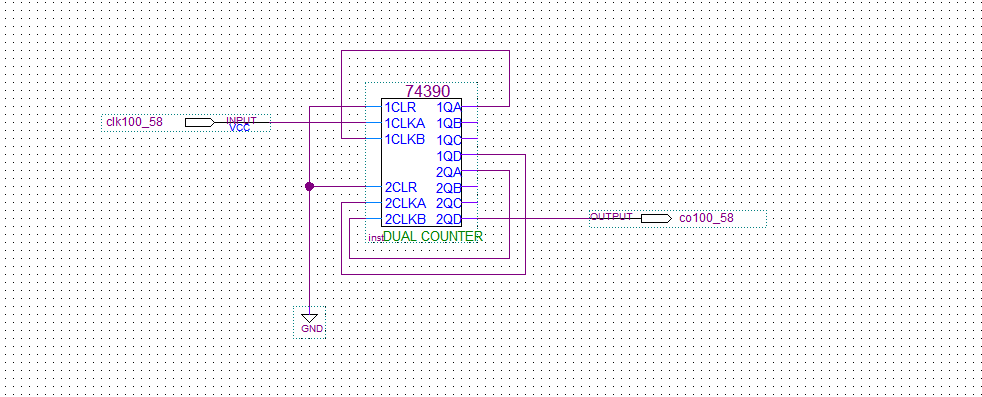 74390
1CLR 1QA
clk100_58 INPUT 1CLKA 1QB
VCC
1CLKB 1QC
1QD
2QA
2CLR 2QB
2CLKA 2QC
2CLKB 2QD OUTPUT co100_58
inst DUAL COUNTER
GND